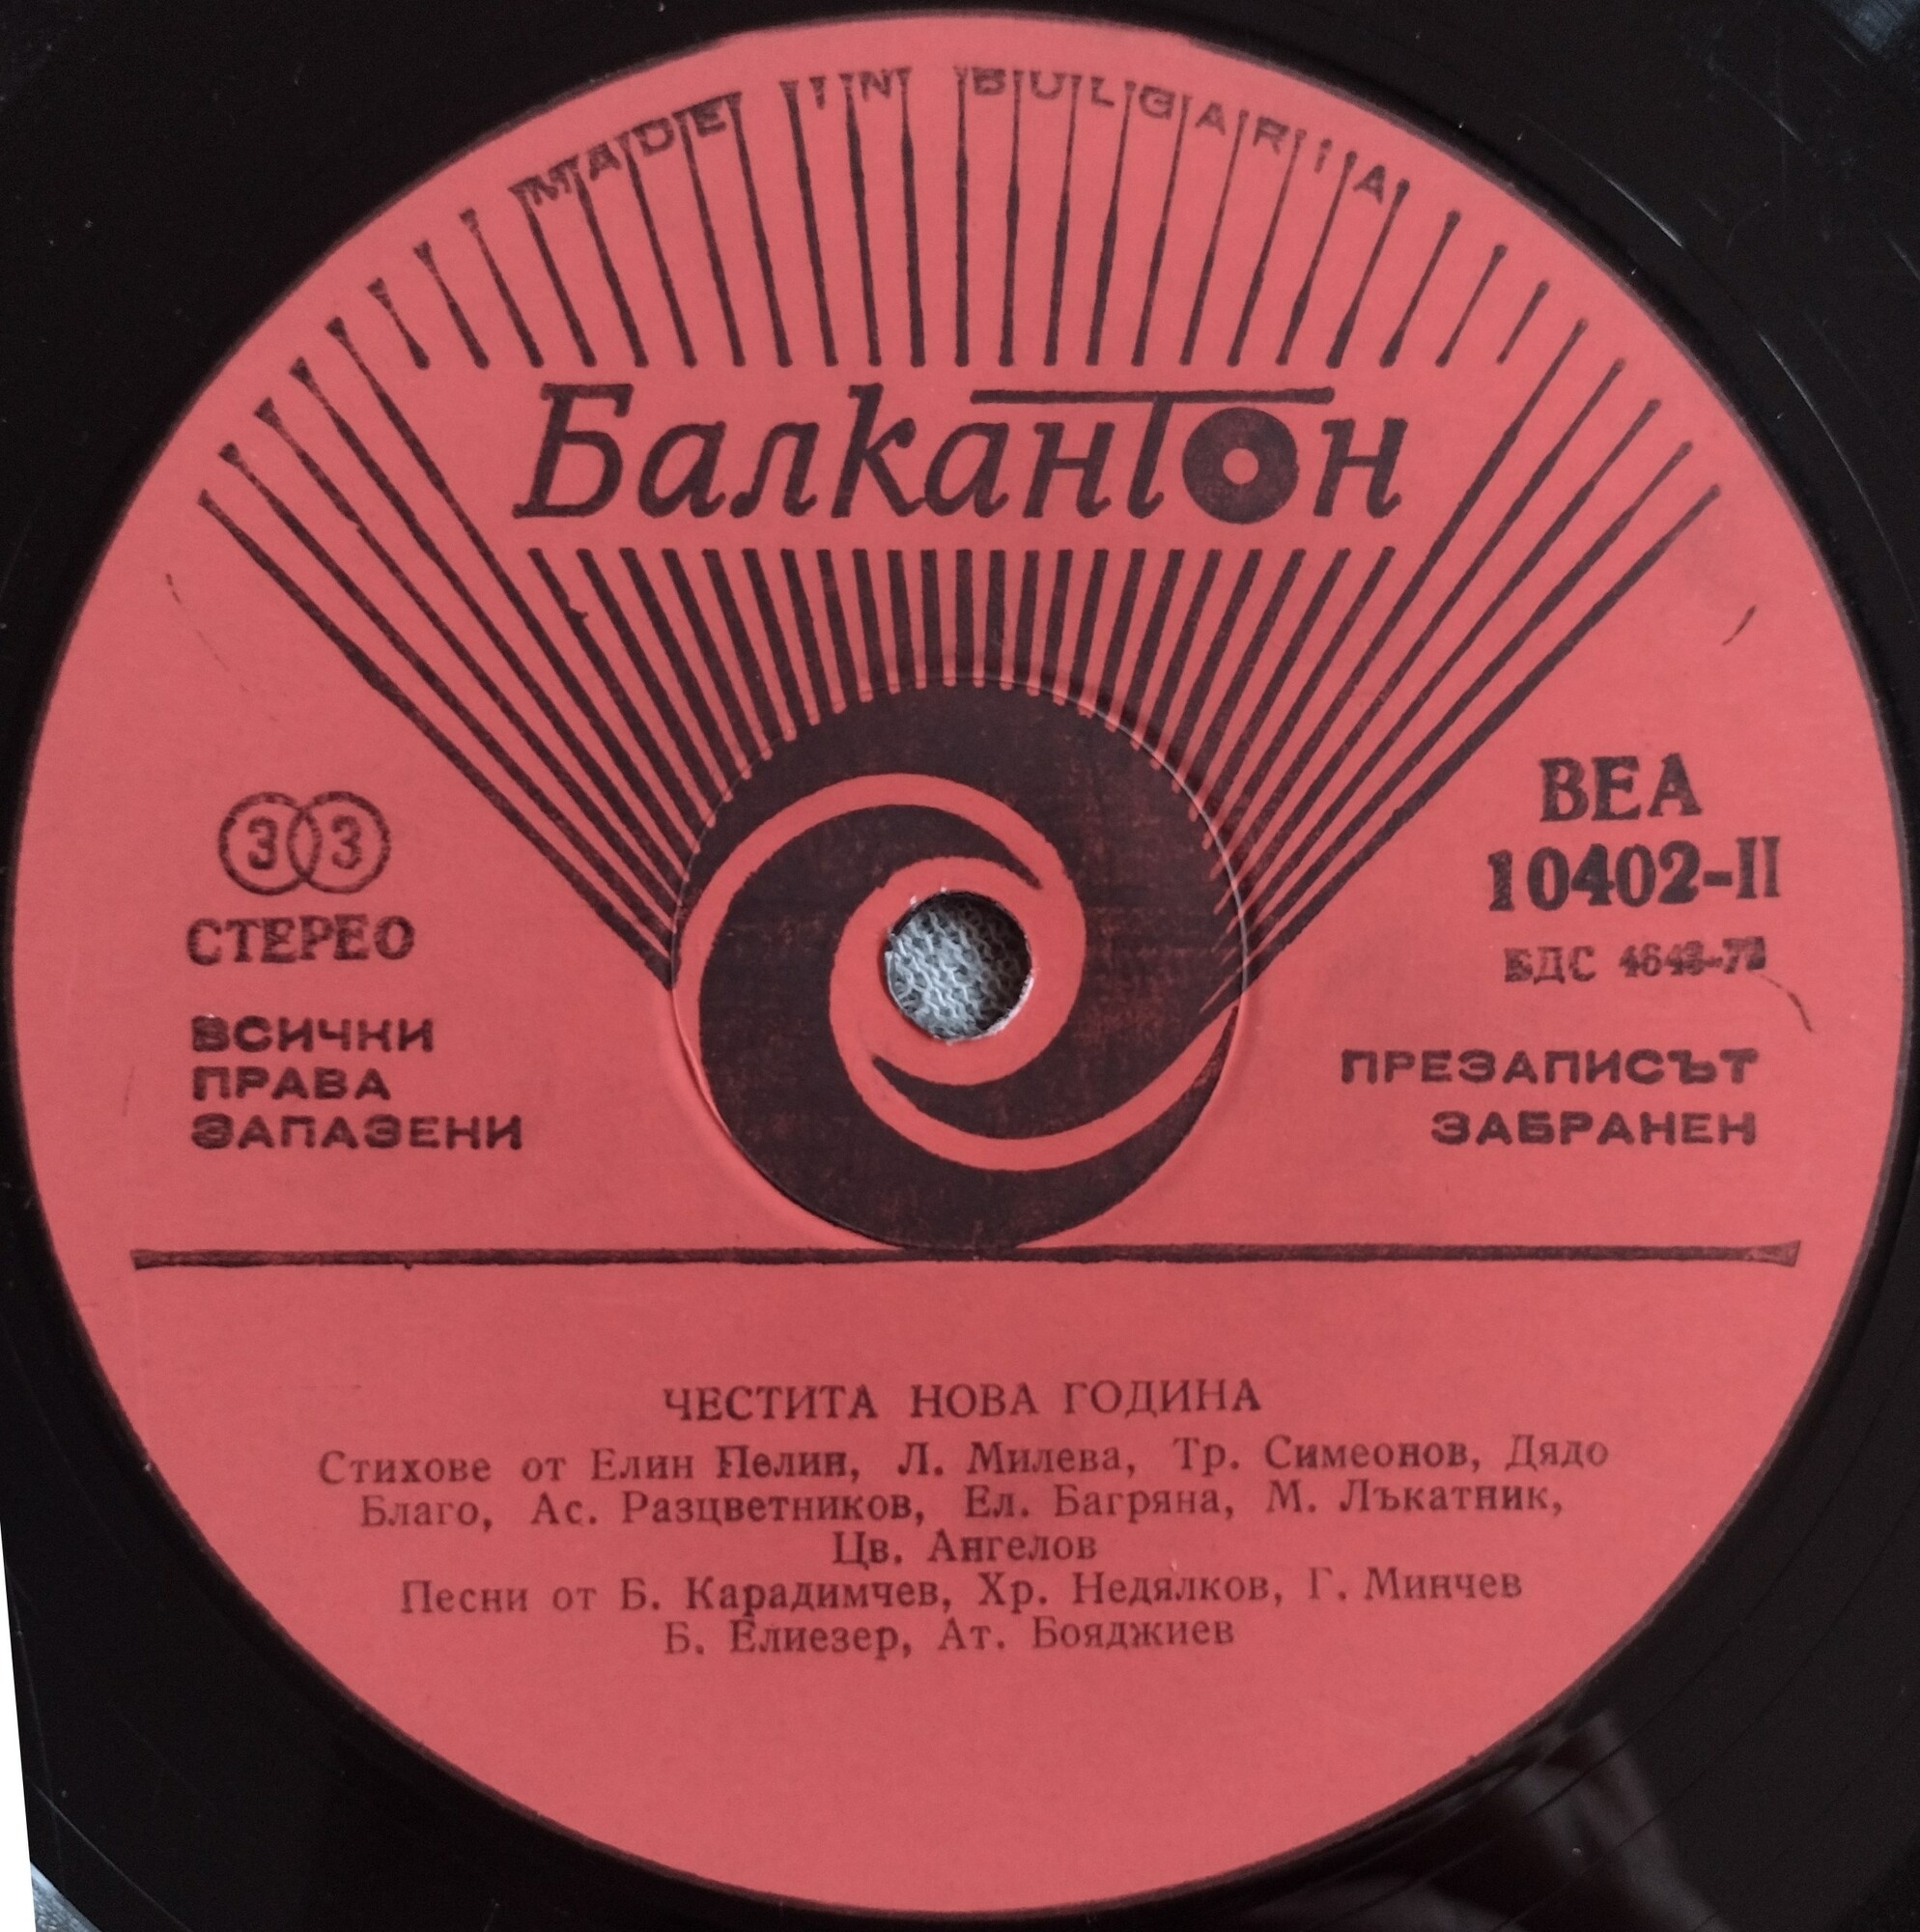 MADE IN BULGARIA
Балкантон
33
СТЕРЕО
ВСИЧКИ
ПРАВА
ЗАПАЗЕНИ
ВЕА
10402-II
БДС
ПРЕЗАПИСЪТ
ЗАБРАНЕН
ЧЕСТИТА НОВА ГОДИНА
Стихове от Елин Пелин, Л. Милева, Тр. Симеонов, Дядо
Благо, Ас. Разцветников, Ел. Багряна, М. Лъкатник,
Цв. Ангелов
Песни от Б. Карадимчев, Хр. Недялков, Г. Минчев
Б. Елиезер, Ат. Бояджиев